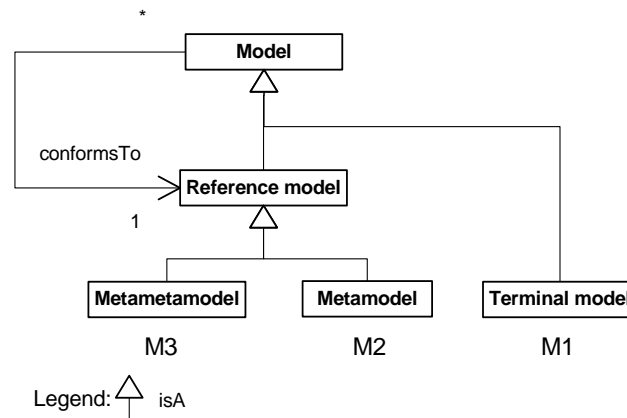 *
Model
conformsTo
Reference model
1
Metametamodel
Metamodel
Terminal model
M3
M2
M1
Legend:
isA